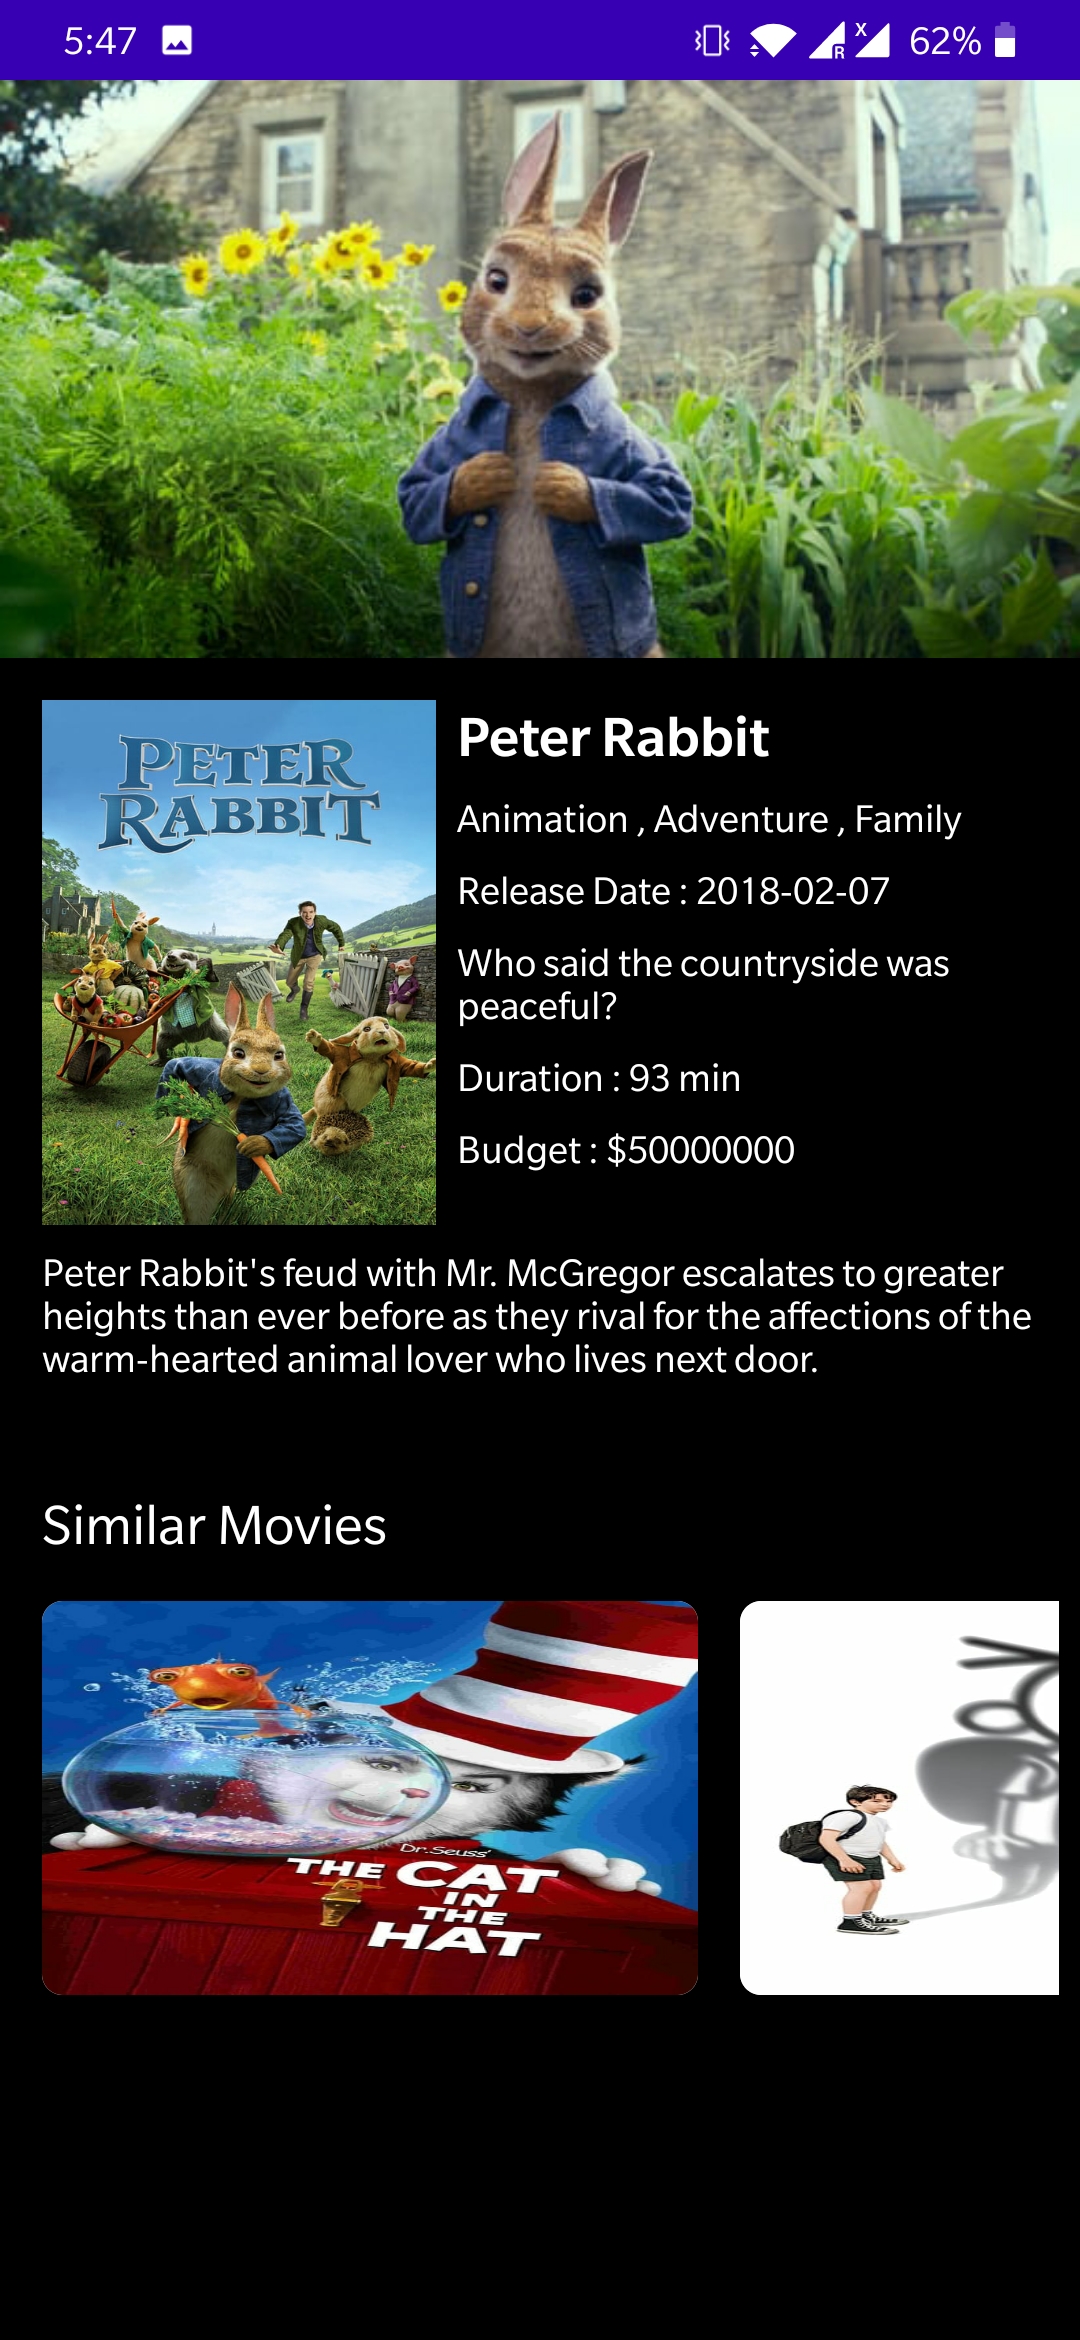 5:47
R
X
62%
PETER
RABBIT
Peter Rabbit
Animation , Adventure , Family
Release Date : 2018-02-07
Who said the countryside was
peaceful?
Duration : 93 min
Budget : $50000000
Peter Rabbit's feud with Mr. McGregor escalates to greater
heights than ever before as they rival for the affections of the
warm-hearted animal lover who lives next door.
Similar Movies
Dr. Seuss'
THE CAT
IN
THE
HAT